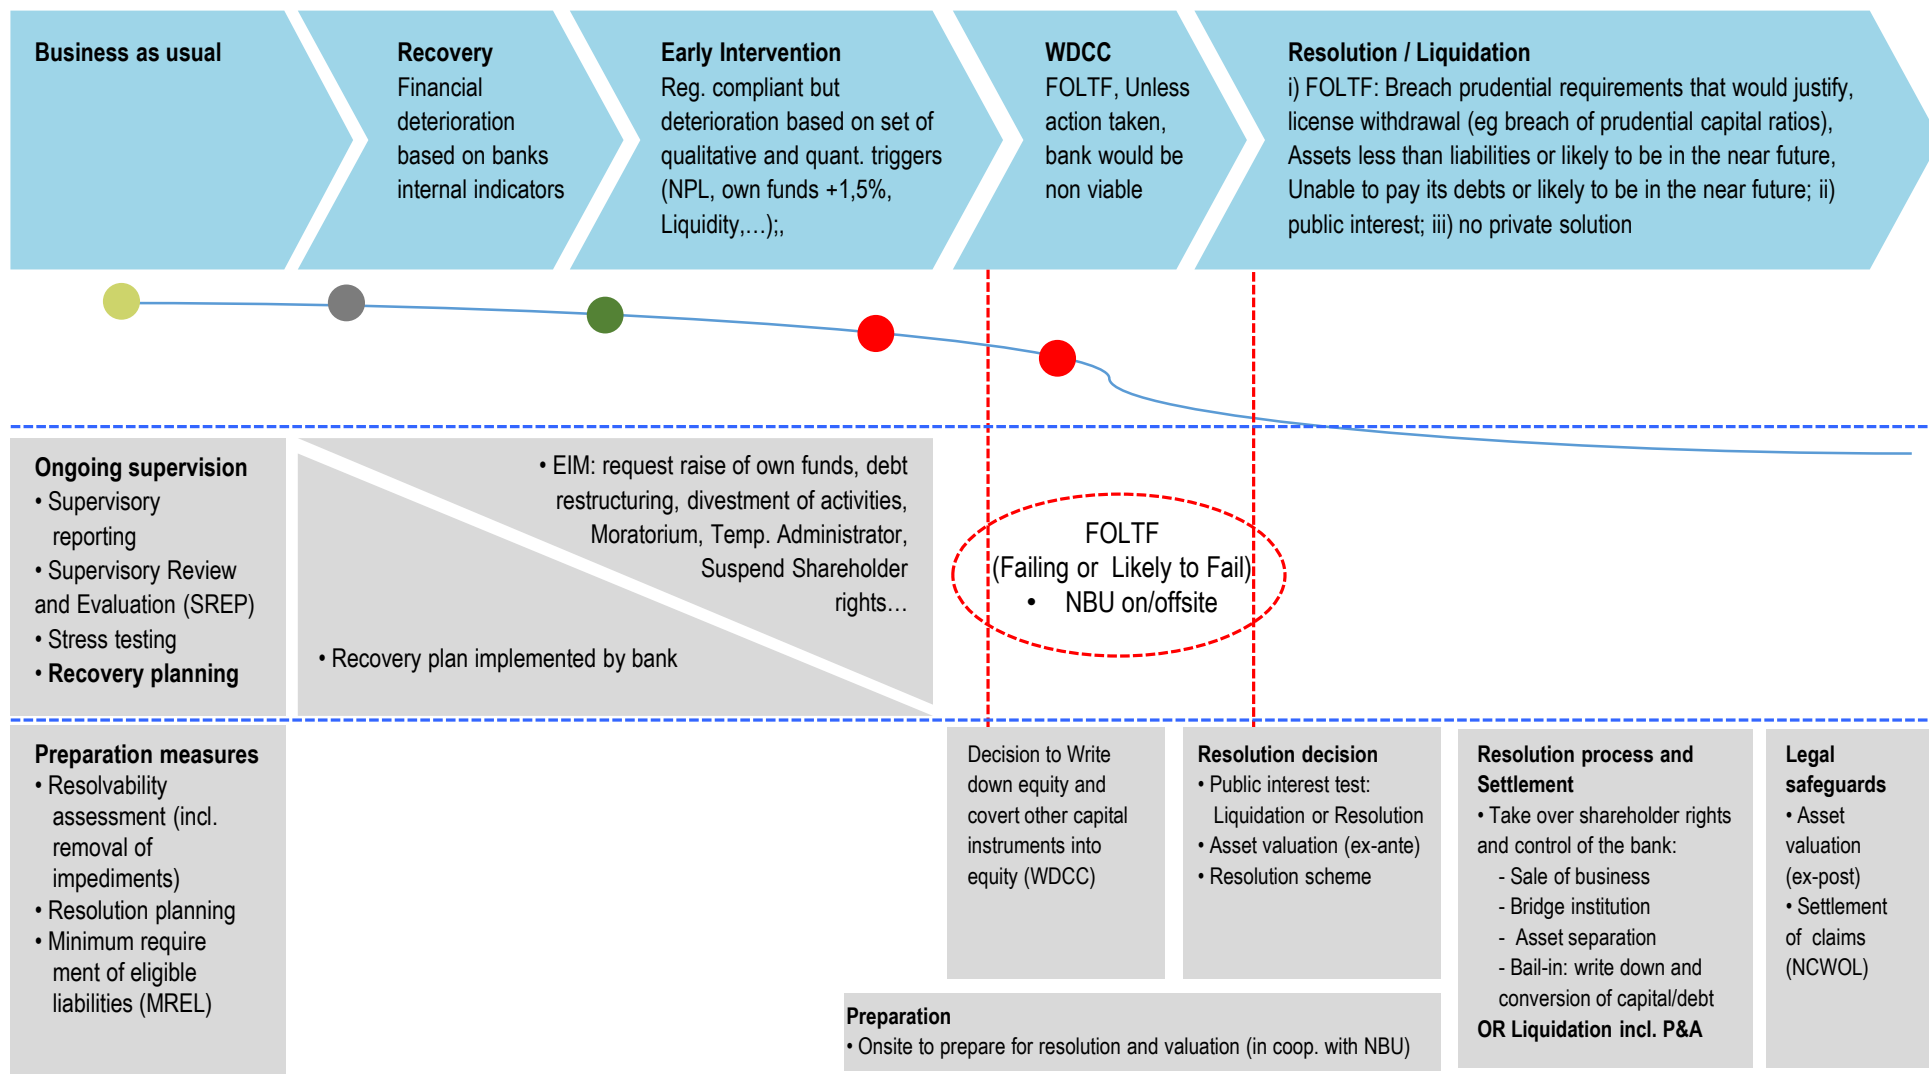 Business as usual
Recovery
Financial
deterioration
based on banks
internal indicators
Early Intervention
Reg. compliant but
deterioration based on set of
qualitative and quant. triggers
(NPL, own funds +1,5%,
Liquidity,…);,
WDCC
FOLTF, Unless
action taken,
bank would be
non viable
Resolution / Liquidation
i) FOLTF: Breach prudential requirements that would justify,
license withdrawal (eg breach of prudential capital ratios),
Assets less than liabilities or likely to be in the near future,
Unable to pay its debts or likely to be in the near future; ii)
public interest; iii) no private solution
Ongoing supervision
• Supervisory
reporting
• Supervisory Review
and Evaluation (SREP)
• Stress testing
• Recovery planning
• EIM: request raise of own funds, debt
restructuring, divestment of activities,
Moratorium, Temp. Administrator,
Suspend Shareholder
rights…
• Recovery plan implemented by bank
FOLTF
(Failing or Likely to Fail)
• NBU on/offsite
Preparation measures
• Resolvability
assessment (incl.
removal of
impediments)
• Resolution planning
• Minimum require
ment of eligible
liabilities (MREL)
Decision to Write
down equity and
covert other capital
instruments into
equity (WDCC)
Resolution decision
• Public interest test:
Liquidation or Resolution
• Asset valuation (ex-ante)
• Resolution scheme
Preparation
• Onsite to prepare for resolution and valuation (in coop. with NBU)
Resolution process and
Settlement
• Take over shareholder rights
and control of the bank:
- Sale of business
- Bridge institution
- Asset separation
- Bail-in: write down and
conversion of capital/debt
OR Liquidation incl. P&A
Legal
safeguards
• Asset
valuation
(ex-post)
• Settlement
of claims
(NCWOL)